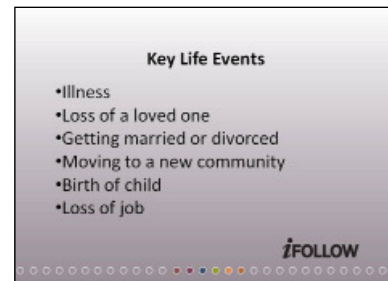 Key Life Events
•Illness
•Loss of a loved one
•Getting married or divorced
•Moving to a new community
•Birth of child
•Loss of job
iFOLLOW